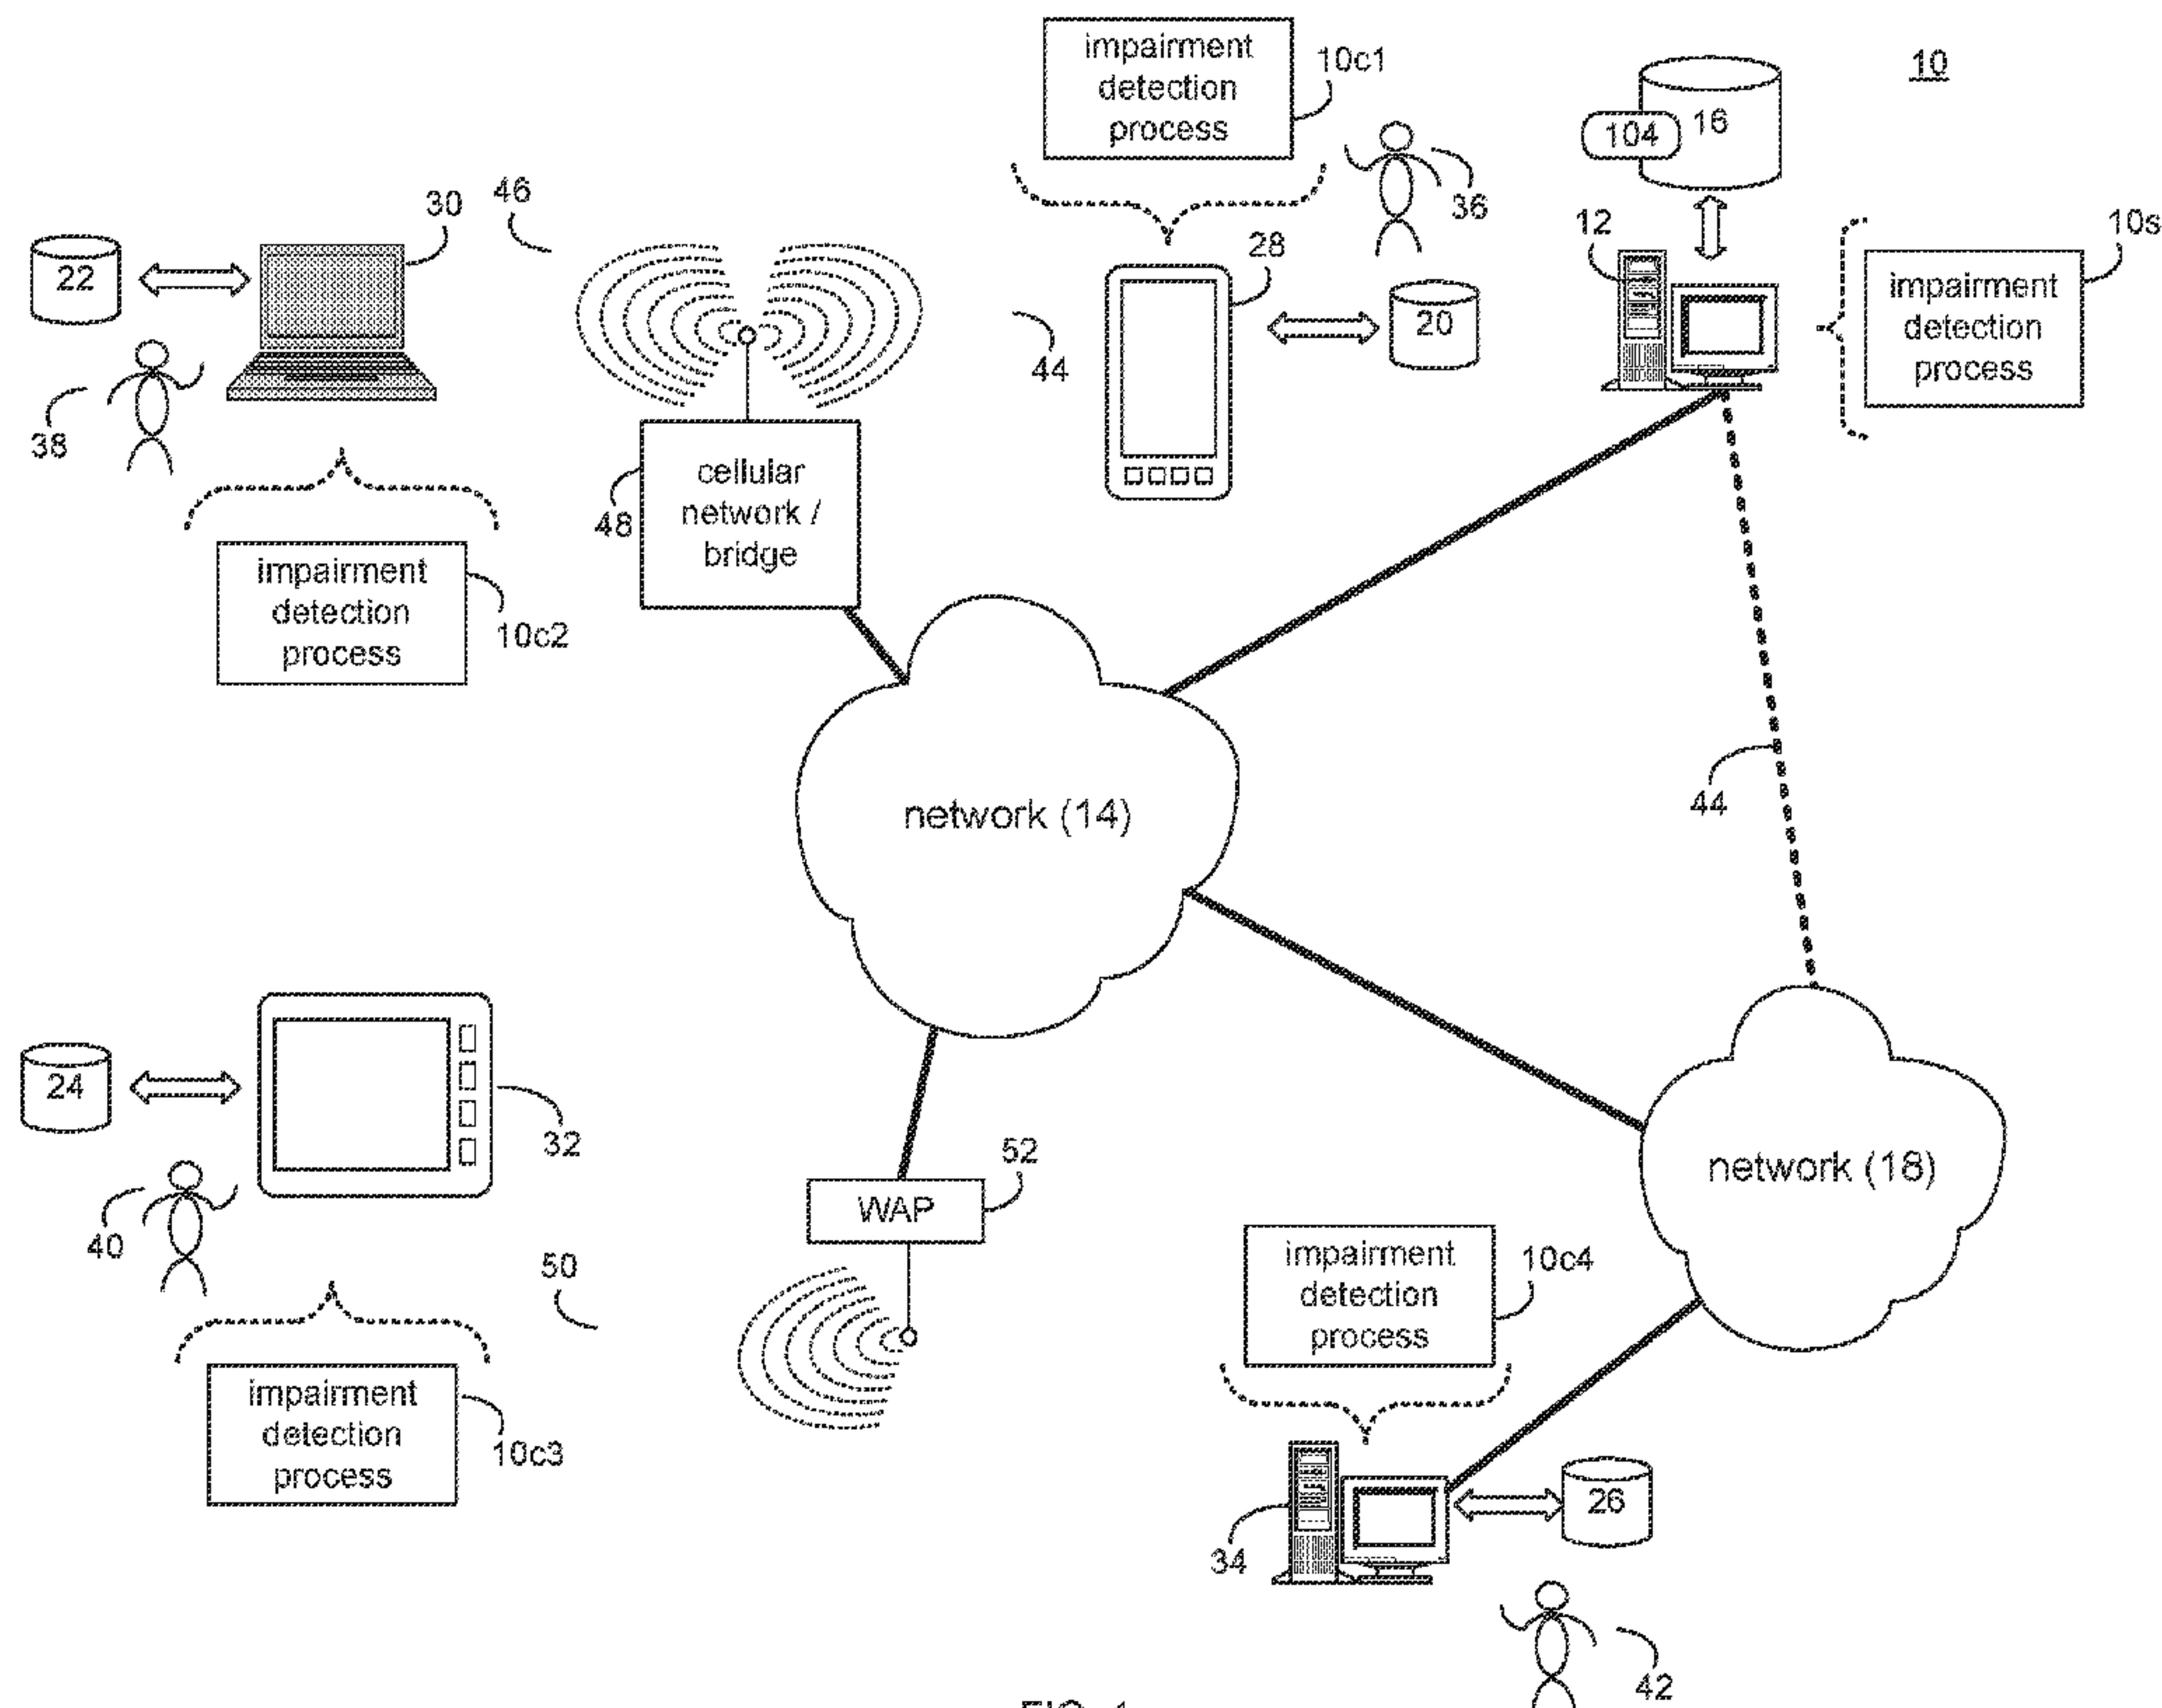 10
impairment
detection
process
10c1
36
104
16
12
10s
impairment
detection
process
22
30
46
38
impairment
detection
process
10c2
48
cellular
network /
bridge
44
28
20
network (14)
44
24
32
40
50
52
WAP
impairment
detection
process
10c3
network (18)
impairment
detection
process
10c4
34
26
42